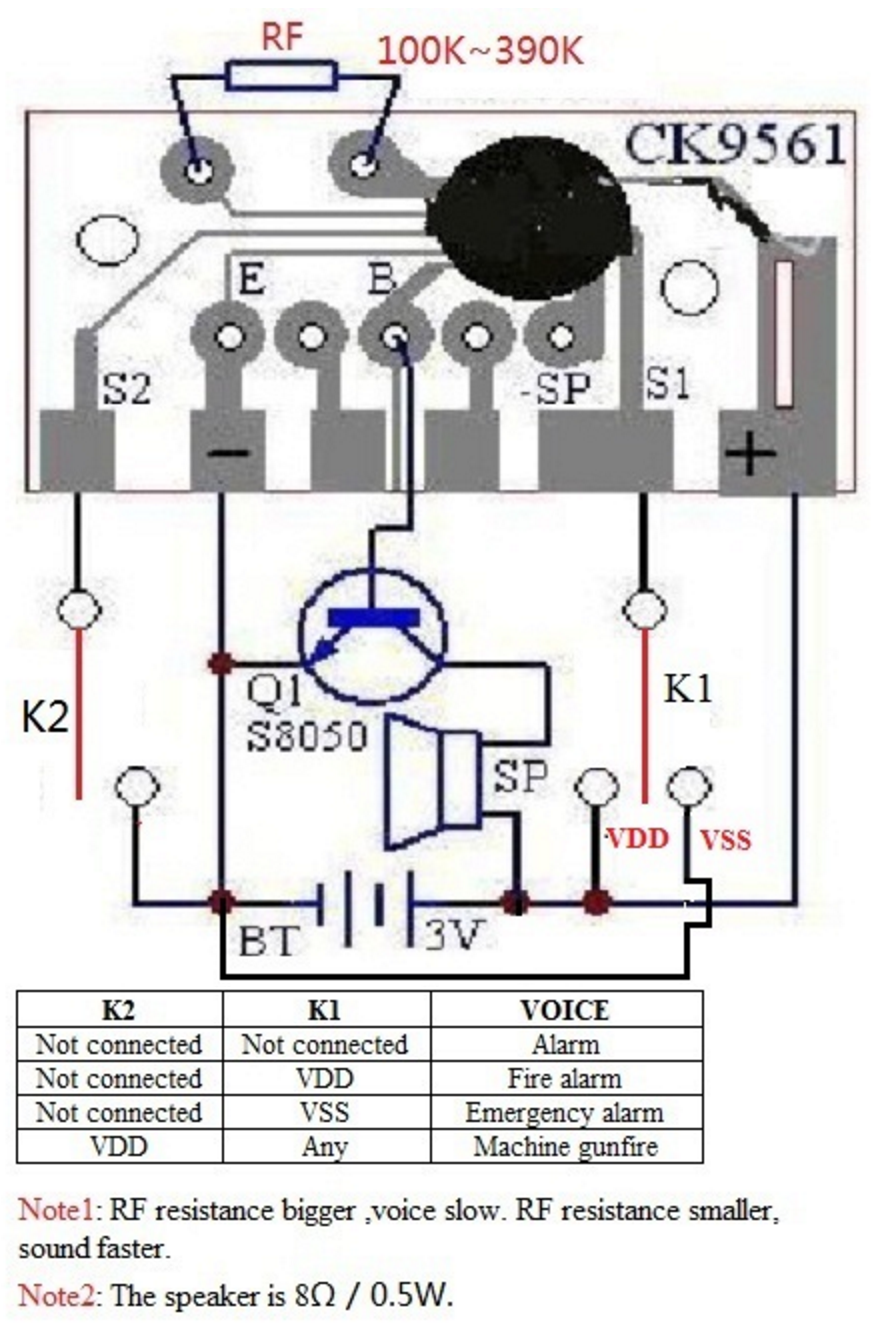 RF 100K~390K
CK9561
E B
S2 -SP S1
— +
K2 Q1 K1
S8050
SP
VDD VSS
BT 3V
K2 K1 VOICE
Not connected Not connected Alarm
Not connected VDD Fire alarm
Not connected VSS Emergency alarm
VDD Any Machine gunfire
Note1: RF resistance bigger ,voice slow. RF resistance smaller,
sound faster.
Note2: The speaker is 8Ω / 0.5W.